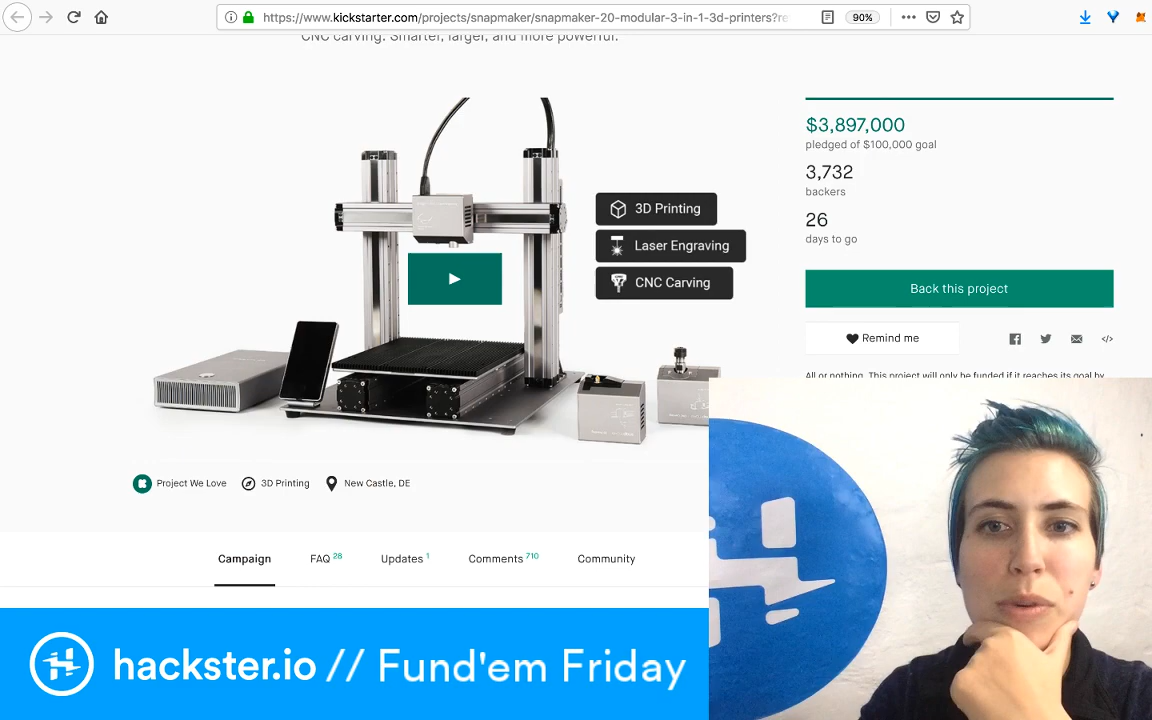 https://www.kickstarter.com/projects/snapmaker/snapmaker-20-modular-3-in-1-3d-printers?re
90%
CNC carving. Smarter, larger, and more powerful.
3D Printing
Laser Engraving
CNC Carving
$3,897,000
pledged of $100,000 goal
3,732
backers
26
days to go
Back this project
Remind me
All or nothing. This project will only be funded if it reaches its goal by
Project We Love
3D Printing
New Castle, DE
Campaign
FAQ 28
Updates 1
Comments 710
Community
hackster.io // Fund'em Friday